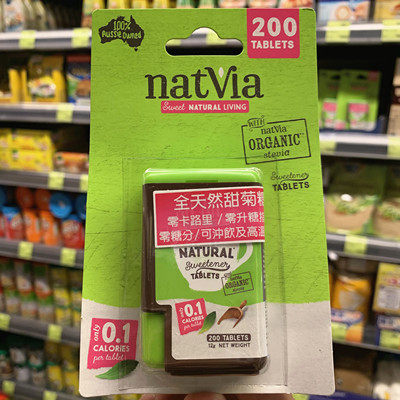 100%
Aussie Owned
200
TABLETS
natvia
Sweet NATURAL LIVING
WITH
natvia
ORGANIC
stevia
Sweetener
TABLETS
全天然甜菊糖
零卡路里 / 零升糖
零糖分/可沖飲及高溫
NATURAL
Sweetener
TABLETS
ORGANIC
only
0.1
CALORIES
per tablet
only
0.1
CALORIES
per tablet
200 TABLETS
12g NET WEIGHT